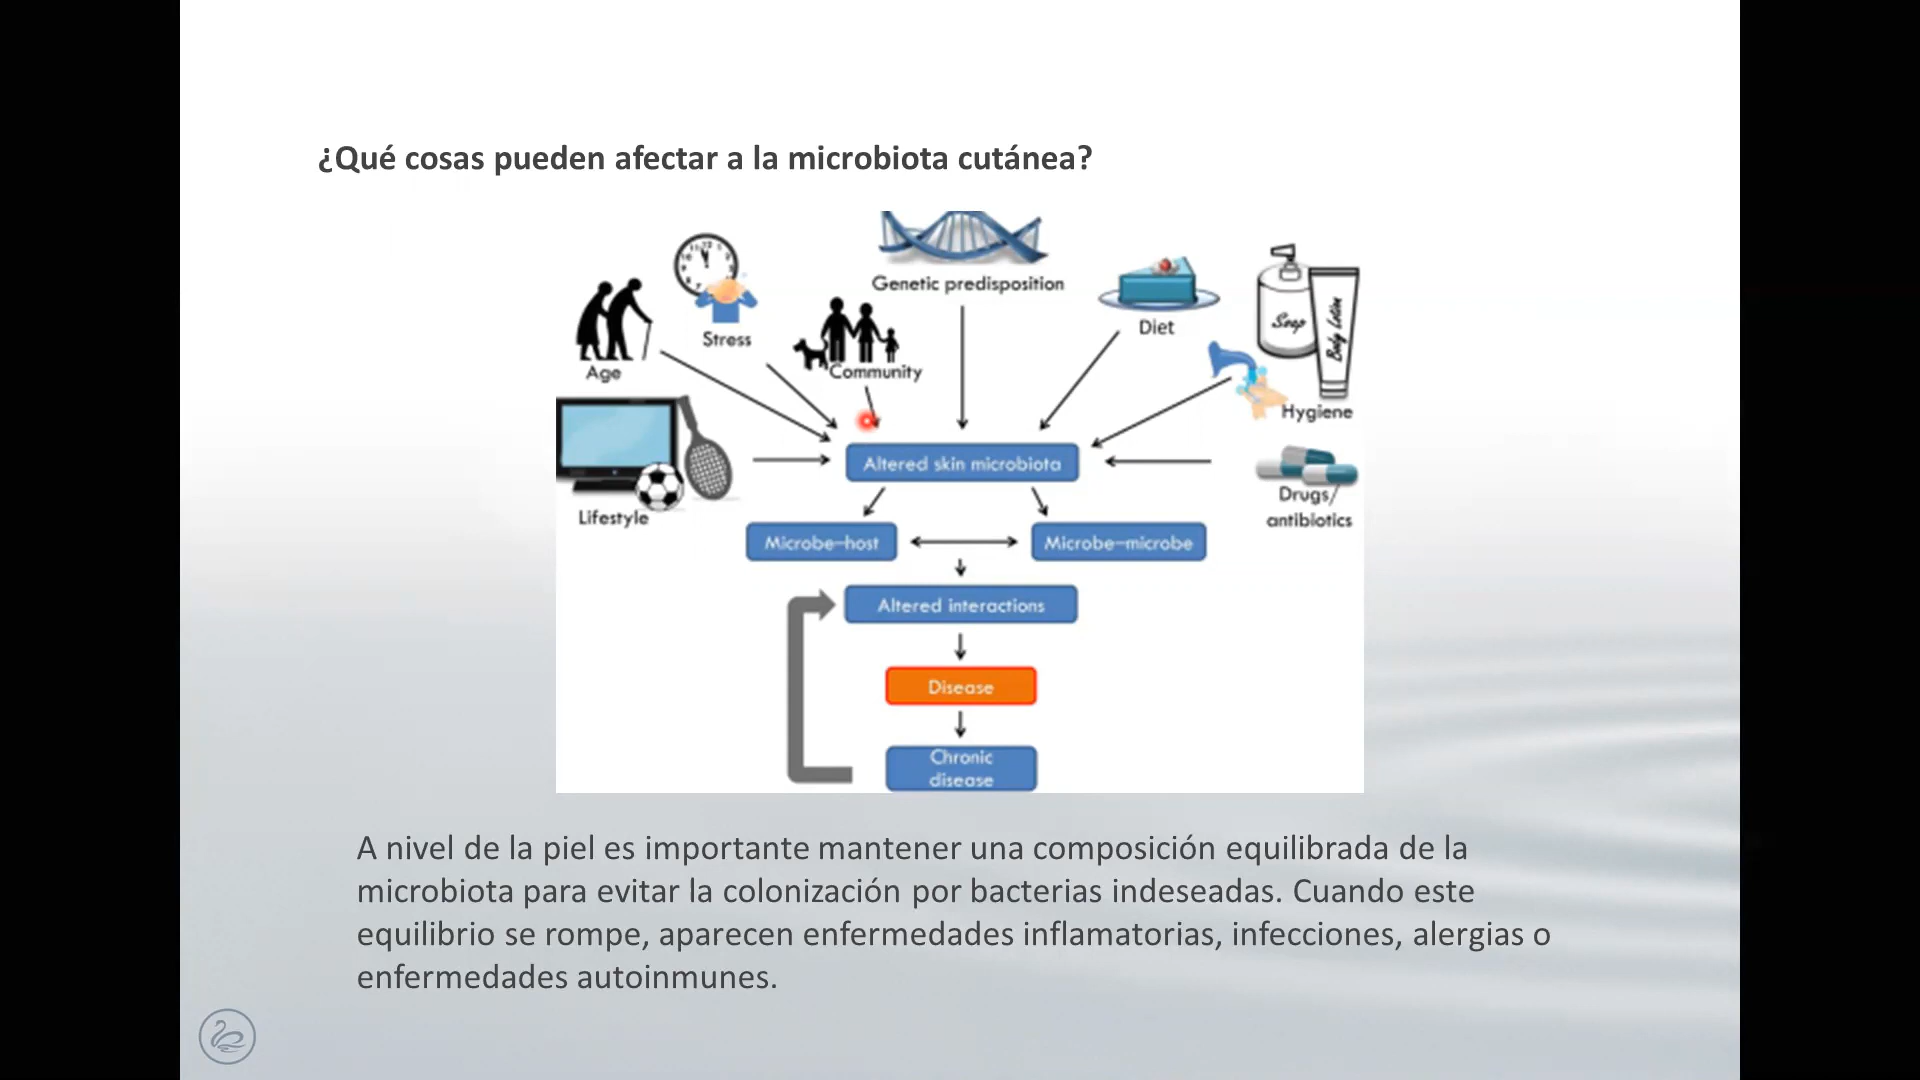 ¿Qué cosas pueden afectar a la microbiota cutánea?
Genetic predisposition
Stress
Diet
Soap
Body Lotion
Age
Community
Hygiene
Altered skin microbiota
Lifestyle
Drugs/
antibiotics
Microbe–host
Microbe–microbe
Altered interactions
Disease
Chronic
disease
A nivel de la piel es importante mantener una composición equilibrada de la
microbiota para evitar la colonización por bacterias indeseadas. Cuando este
equilibrio se rompe, aparecen enfermedades inflamatorias, infecciones, alergias o
enfermedades autoinmunes.